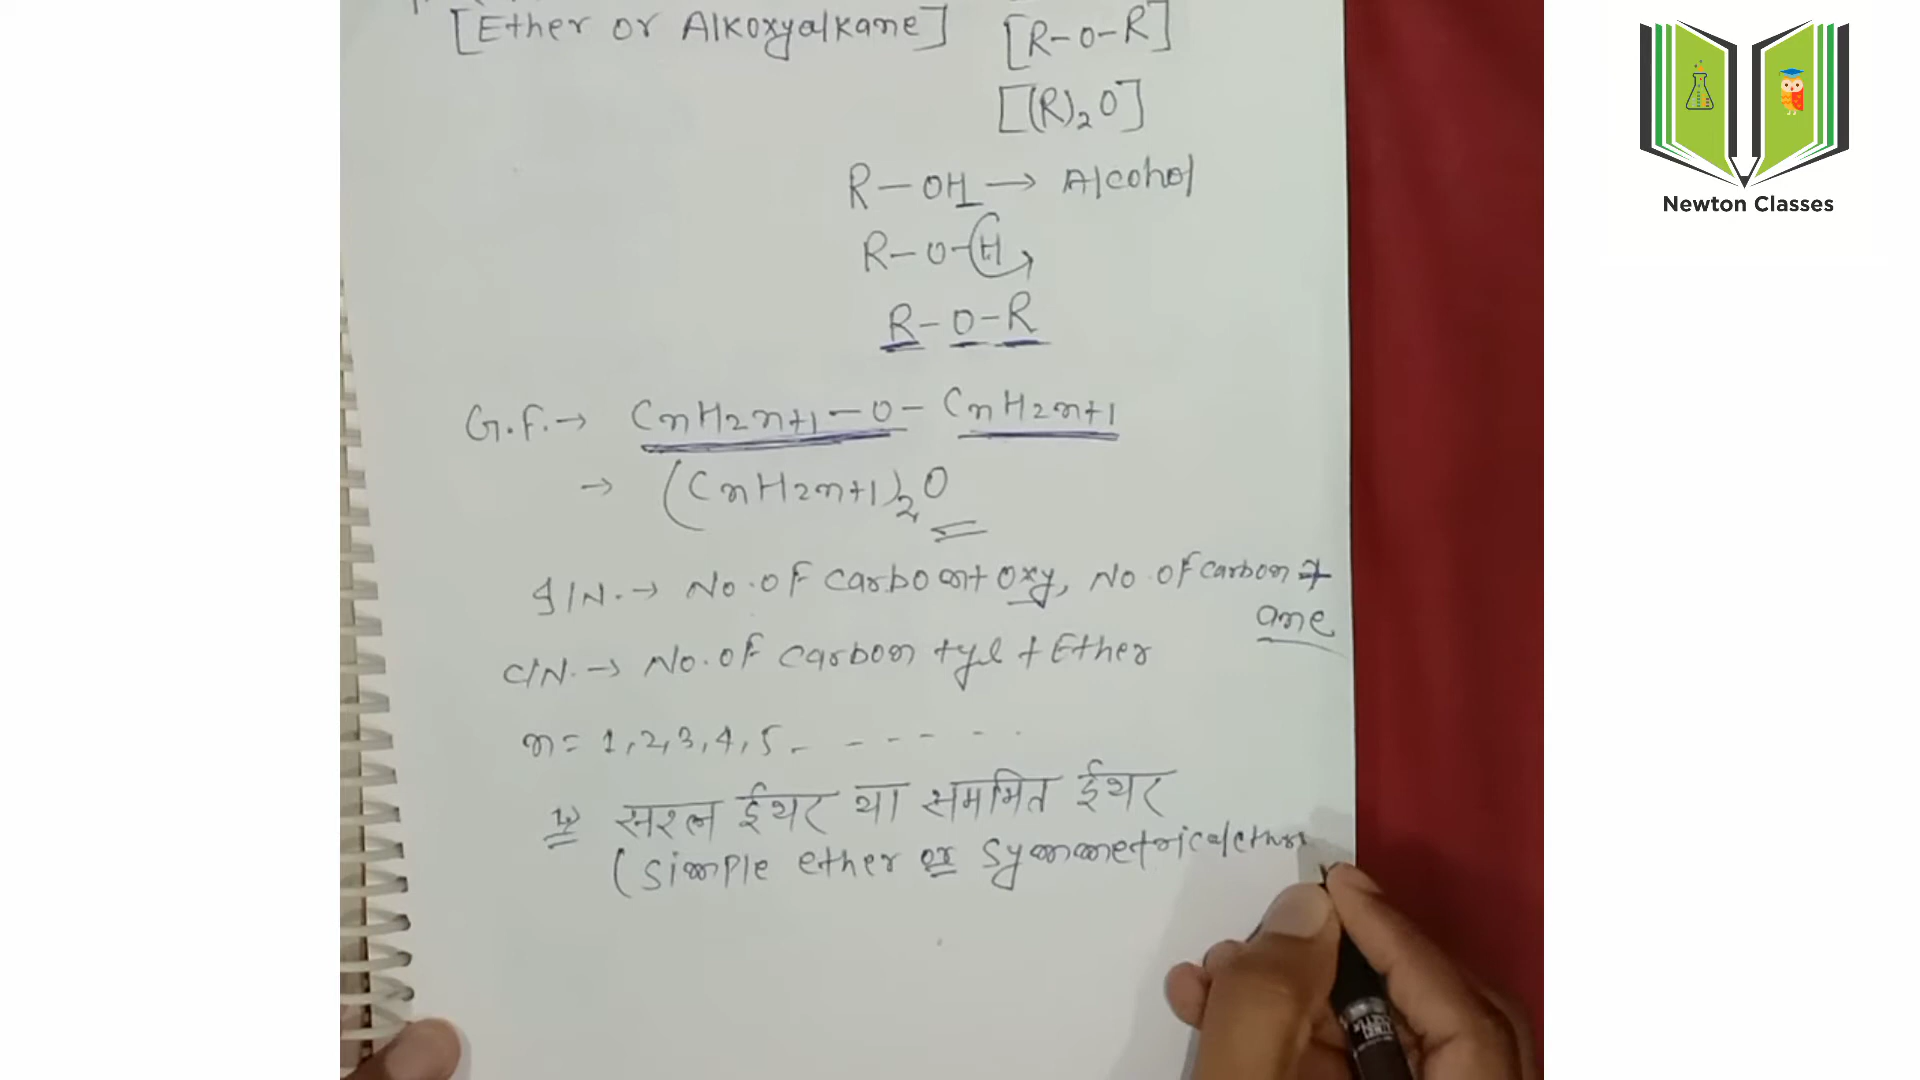 [Ether or Alkoxyalkane] [R-O-R]
[(R)₂O]
R-OH → Alcohol
R-O-H
R-O-R
G.F. → CnH2n+1-O-CnH2n+1
→ (CnH2n+1)₂O
I/N. → No. of carbon + oxy, No. of carbon +
ane
C/N. → No. of carbon + yl + Ether
n = 1, 2, 3, 4, 5 - - - - - - -
1) सरल ईथर या सममित ईथर
(Simple ether or Symmetrical ether
Newton Classes